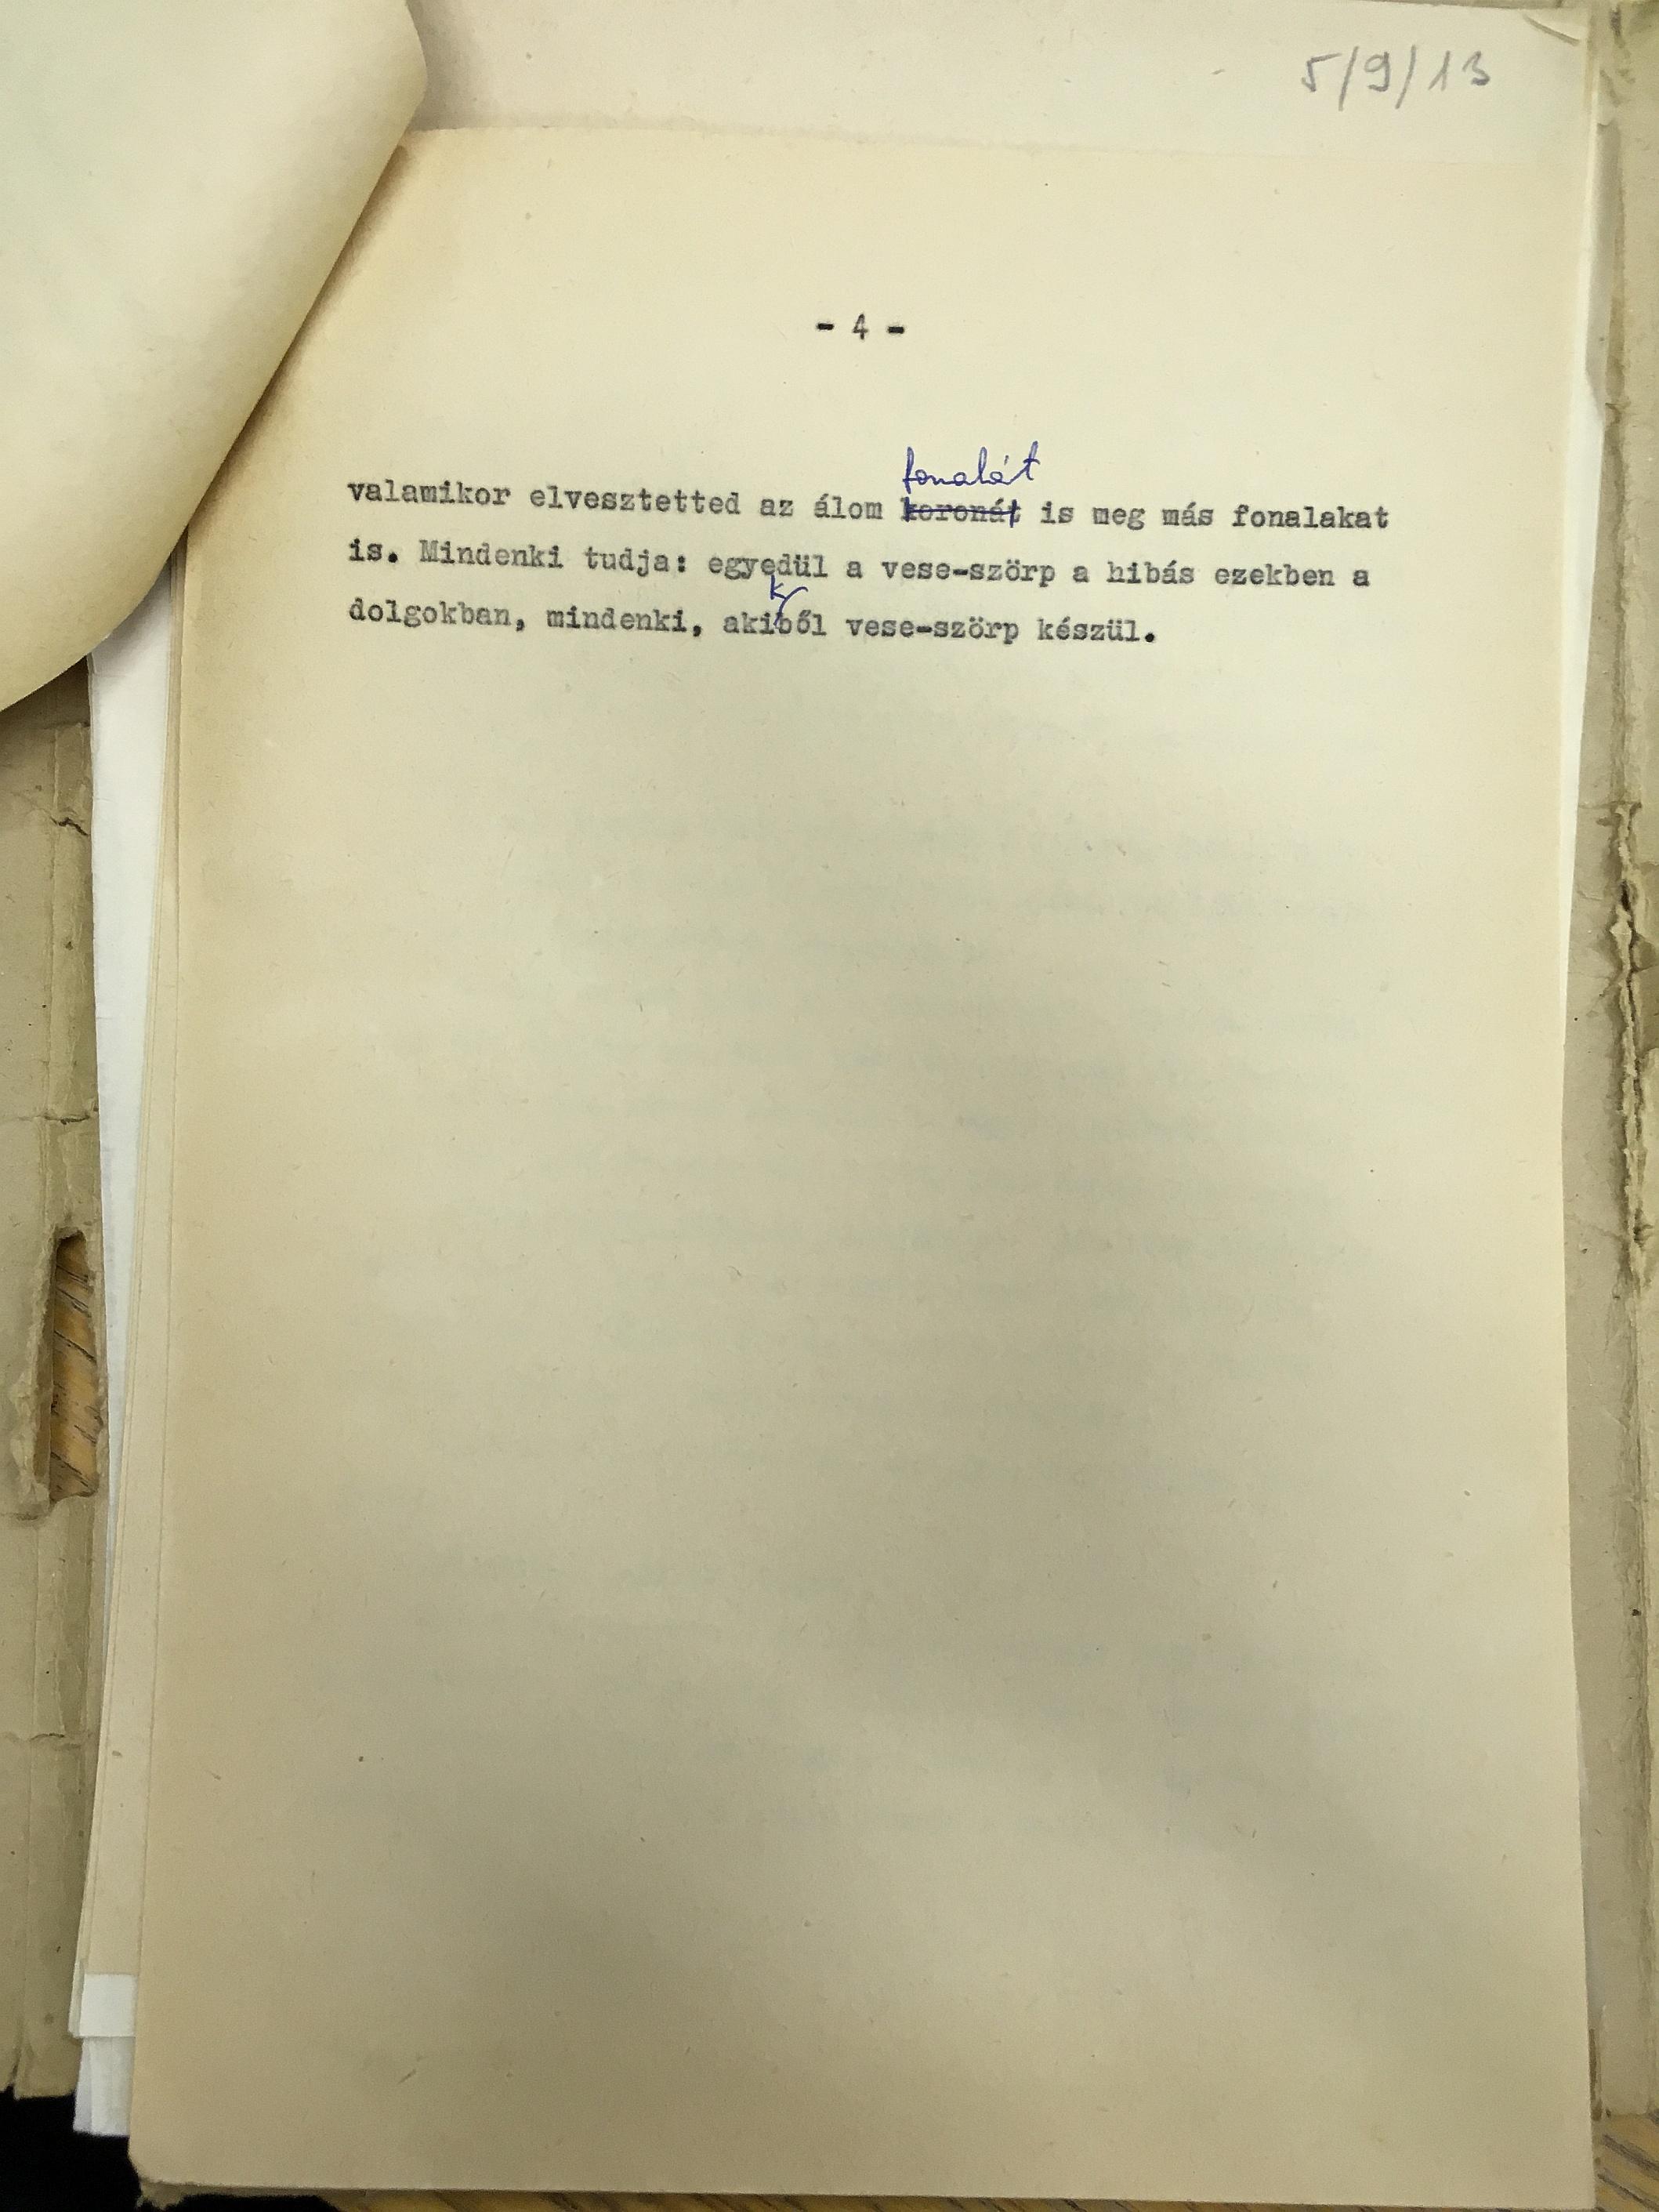 5/9/13
- 4 -
fonalát
valamikor elvesztetted az álom koronát is meg más fonalakat
is. Mindenki tudja: egyedül a vese-szörp a hibás ezekben a
k
dolgokban, mindenki, akiből vese-szörp készül.